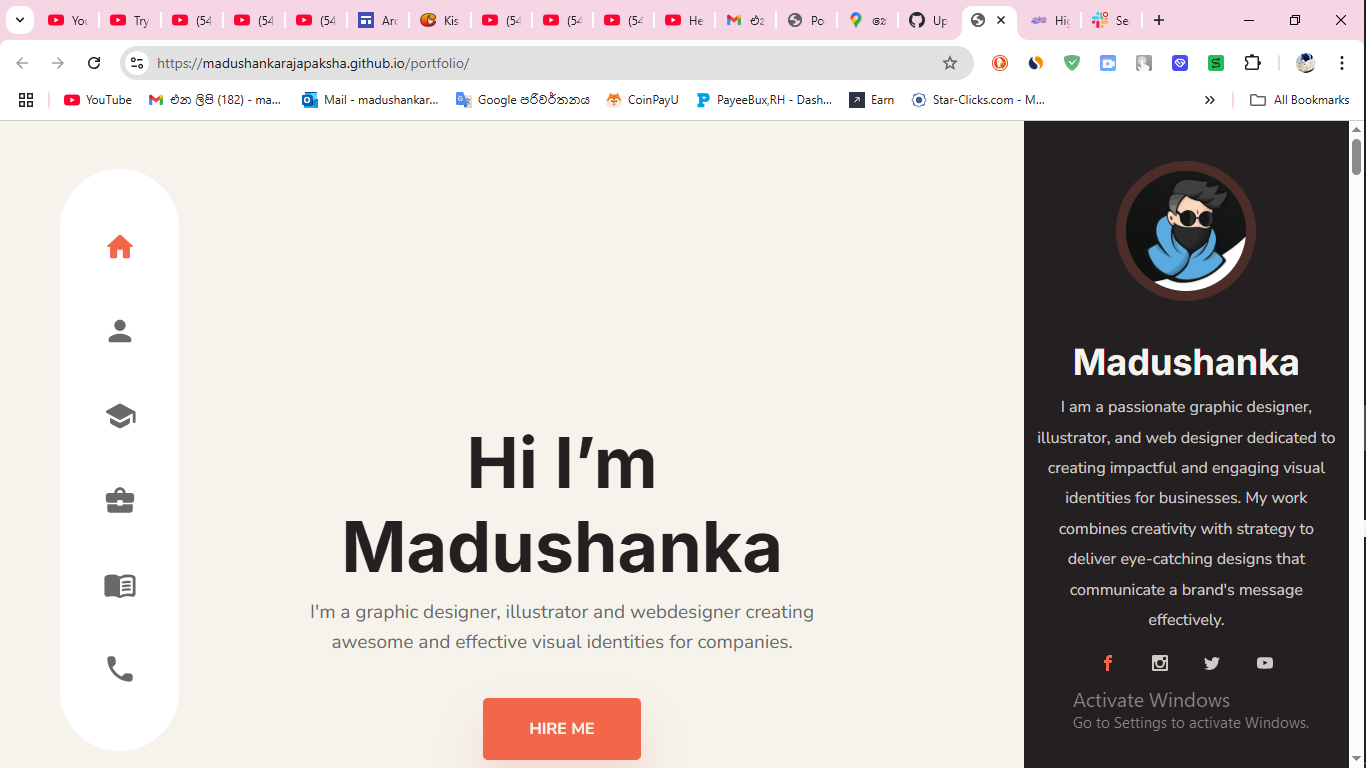 You
Try
(54
(54
(54
Arc
Kis
(54
(54
(54
He
එන
Po
Up
Hig
Se
https://madushankarajapaksha.github.io/portfolio/
YouTube
එන ලිපි (182) - ma...
Mail - madushankar...
Google පරිවර්තනය
CoinPayU
PayeeBux,RH - Dash...
Earn
Star-Clicks.com - M...
All Bookmarks
Hi I’m
Madushanka
I'm a graphic designer, illustrator and webdesigner creating
awesome and effective visual identities for companies.
HIRE ME
Madushanka
I am a passionate graphic designer,
illustrator, and web designer dedicated to
creating impactful and engaging visual
identities for businesses. My work
combines creativity with strategy to
deliver eye-catching designs that
communicate a brand's message
effectively.
Activate Windows
Go to Settings to activate Windows.